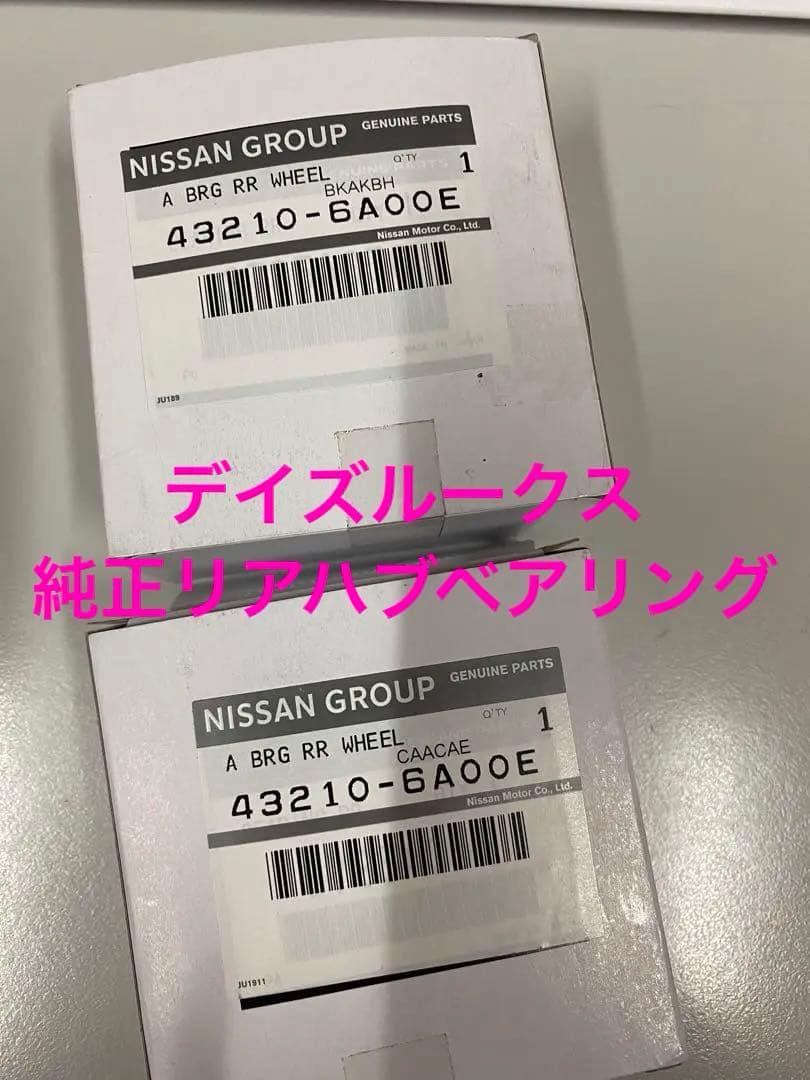 NISSAN GROUP GENUINE PARTS
Q'TY 1
A BRG RR WHEEL
BKAKBH
43210-6A00E
Nissan Motor Co., Ltd.
JU189
デイズルークス
純正リアハブベアリング
NISSAN GROUP GENUINE PARTS
Q'TY 1
A BRG RR WHEEL
CAACAE
43210-6A00E
Nissan Motor Co., Ltd.
JU1911